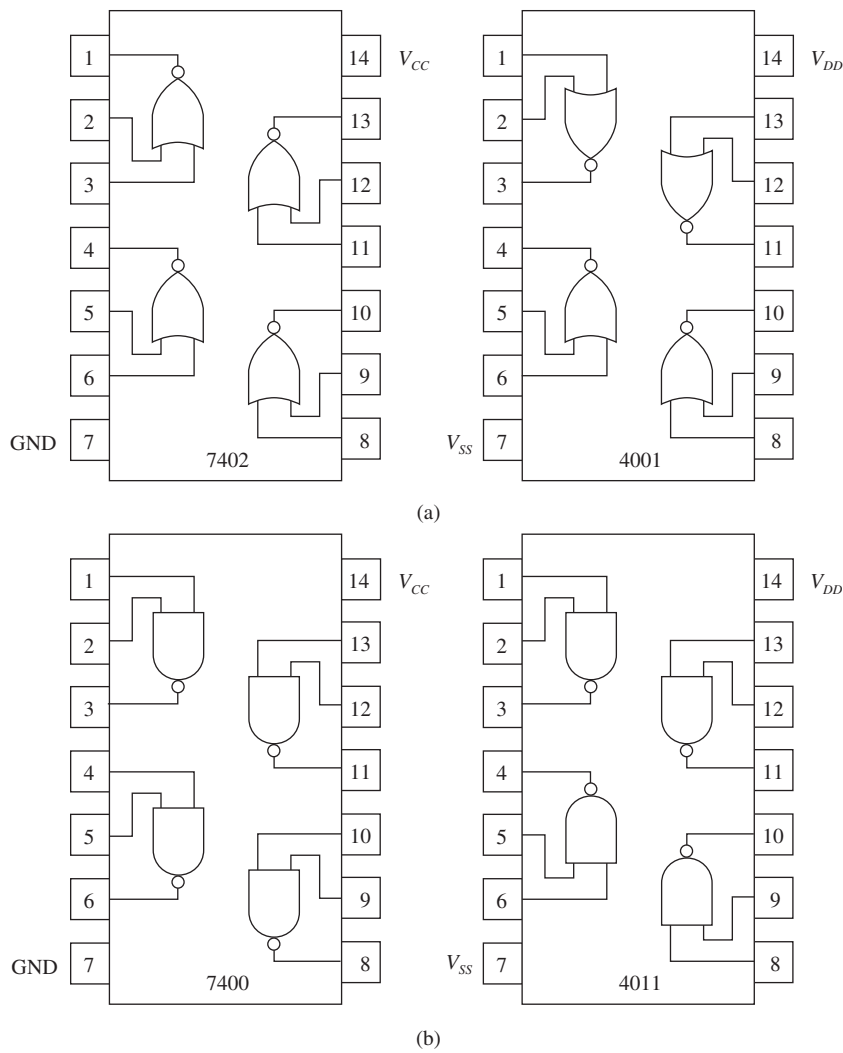 1 14 V_CC 1 14 V_DD
2 13 2 13
3 12 3 12
4 11 4 11
5 10 5 10
6 9 6 9
GND 7 8 V_SS 7 8
7402 4001
(a)
1 14 V_CC 1 14 V_DD
2 13 2 13
3 12 3 12
4 11 4 11
5 10 5 10
6 9 6 9
GND 7 8 V_SS 7 8
7400 4011
(b)